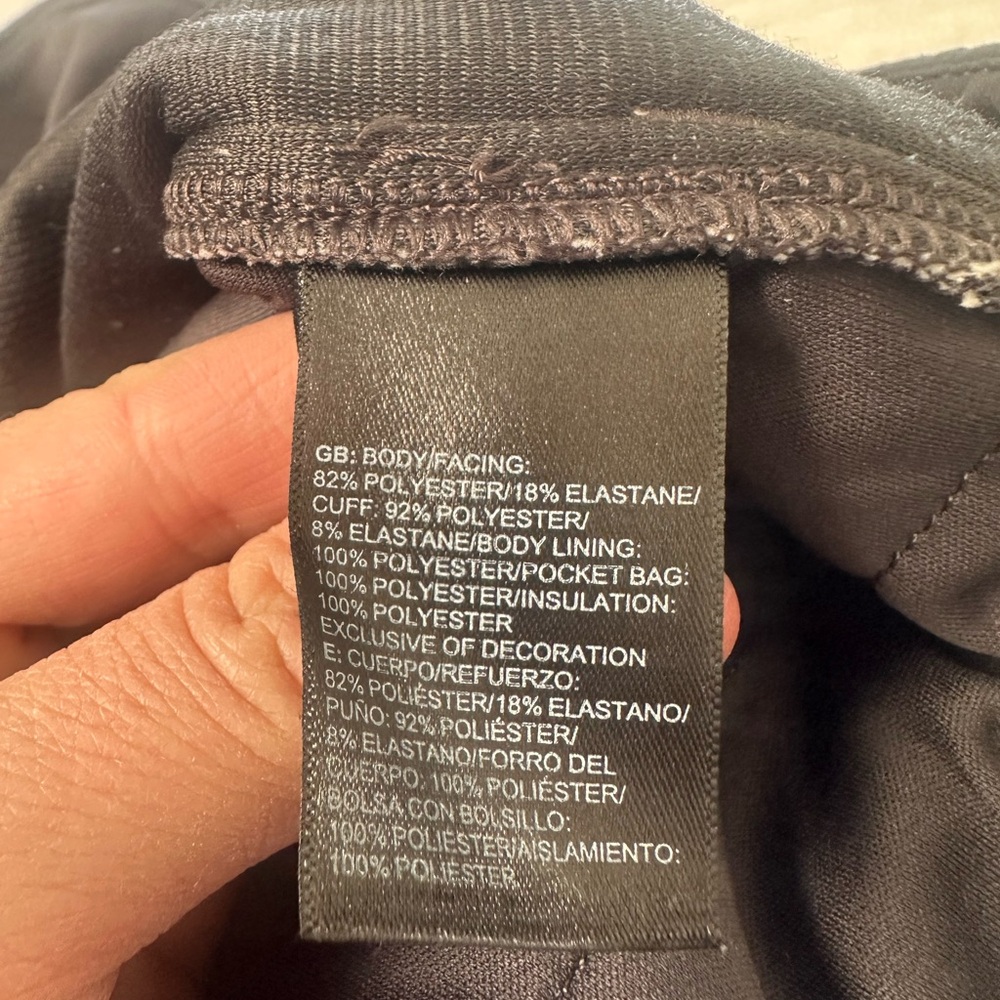 GB: BODY/FACING:
82% POLYESTER/18% ELASTANE/
CUFF: 92% POLYESTER/
8% ELASTANE/BODY LINING:
100% POLYESTER/POCKET BAG:
100% POLYESTER/INSULATION:
100% POLYESTER
EXCLUSIVE OF DECORATION
E: CUERPO/REFUERZO:
82% POLIÉSTER/18% ELASTANO/
PUÑO: 92% POLIÉSTER/
8% ELASTANO/FORRO DEL
CUERPO: 100% POLIÉSTER/
BOLSA CON BOLSILLO:
100% POLIÉSTER/AISLAMIENTO:
100% POLIÉSTER